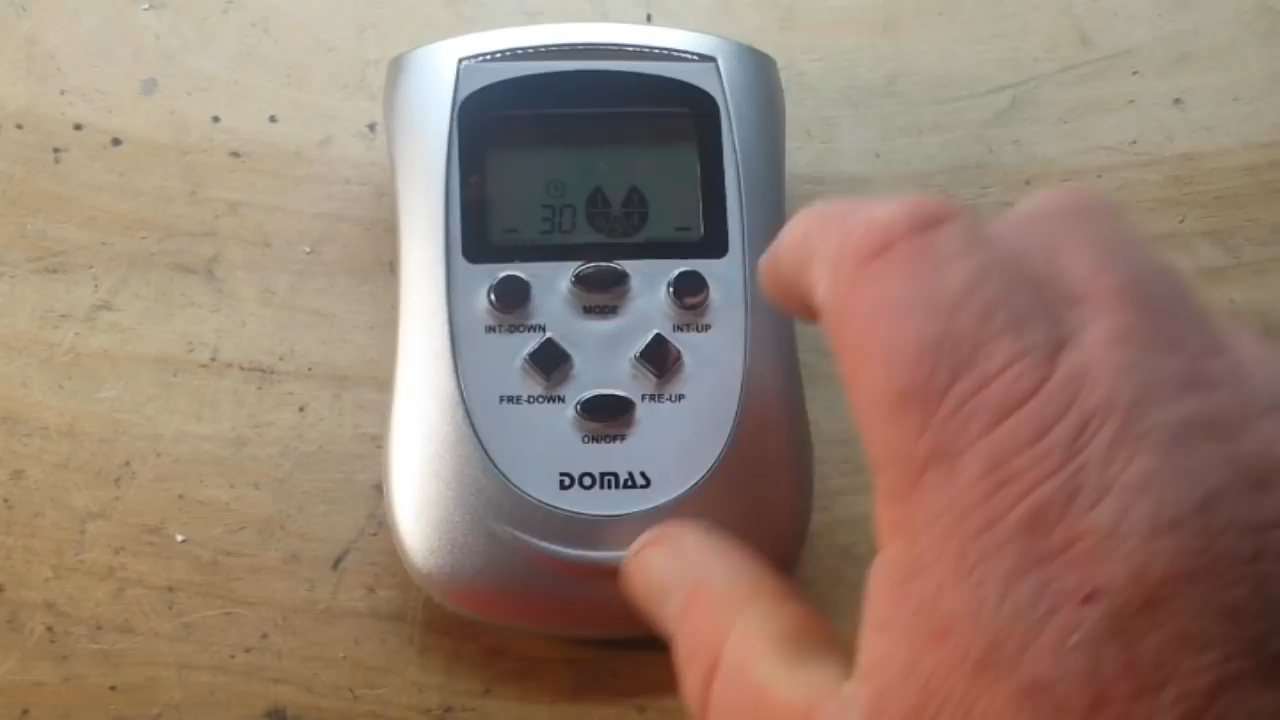 30
MODE
INT-DOWN INT-UP
FRE-DOWN FRE-UP
ON/OFF
DOMAS